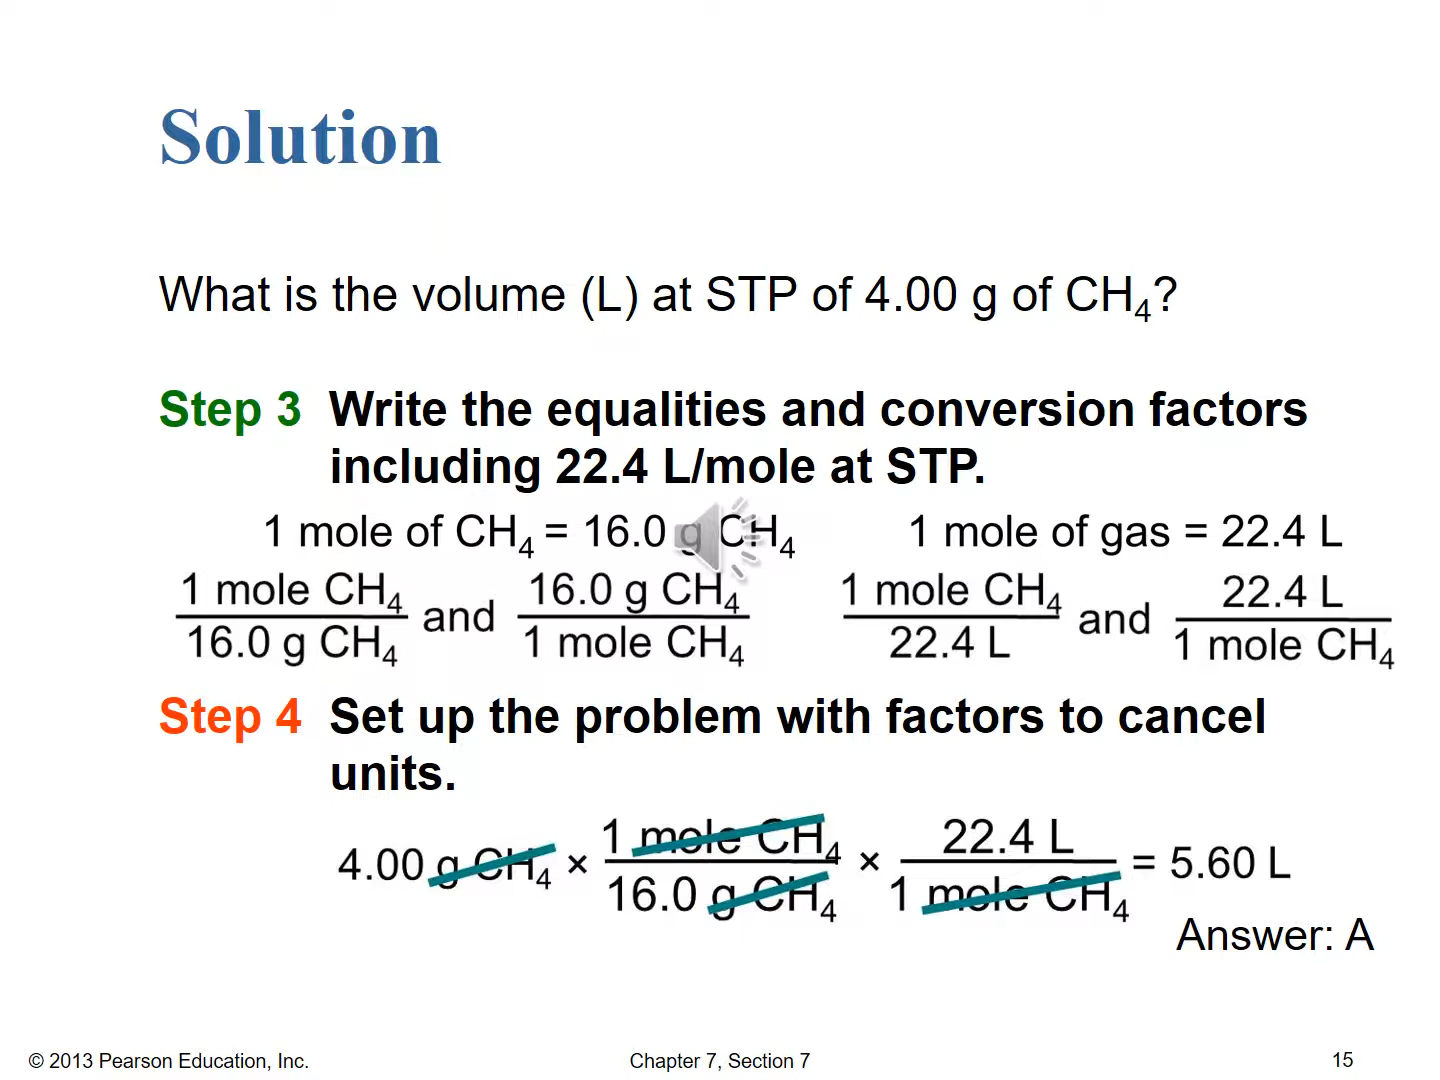 Solution
What is the volume (L) at STP of 4.00 g of CH₄?
Step 3 Write the equalities and conversion factors
including 22.4 L/mole at STP.
1 mole of CH₄ = 16.0 g CH₄ 1 mole of gas = 22.4 L
1 mole CH₄ 16.0 g CH₄ 1 mole CH₄ 22.4 L
and and
16.0 g CH₄ 1 mole CH₄ 22.4 L 1 mole CH₄
Step 4 Set up the problem with factors to cancel
units.
1 mole CH₄ 22.4 L
4.00 g CH₄ × × = 5.60 L
16.0 g CH₄ 1 mole CH₄
Answer: A
© 2013 Pearson Education, Inc. Chapter 7, Section 7 15